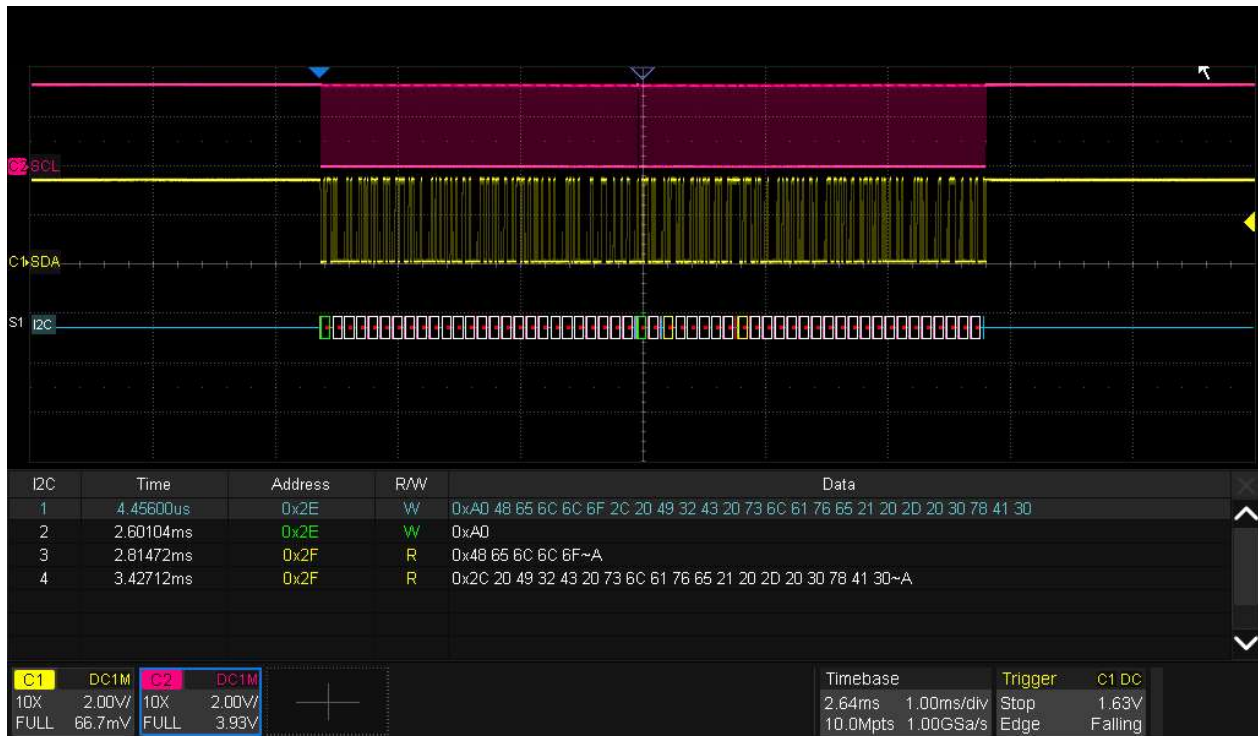 C2 SCL
C1 SDA
S1 I2C
I2C Time Address R/W Data
1 4.45600us 0x2E W 0xA0 48 65 6C 6C 6F 2C 20 49 32 43 20 73 6C 61 76 65 21 20 2D 20 30 78 41 30
2 2.60104ms 0x2E W 0xA0
3 2.81472ms 0x2F R 0x48 65 6C 6C 6F~A
4 3.42712ms 0x2F R 0x2C 20 49 32 43 20 73 6C 61 76 65 21 20 2D 20 30 78 41 30~A
C1 DC1M C2 DC1M Timebase Trigger C1 DC
10X 2.00V/ 10X 2.00V/ 2.64ms 1.00ms/div Stop 1.63V
FULL 66.7mV FULL 3.93V 10.0Mpts 1.00GSa/s Edge Falling